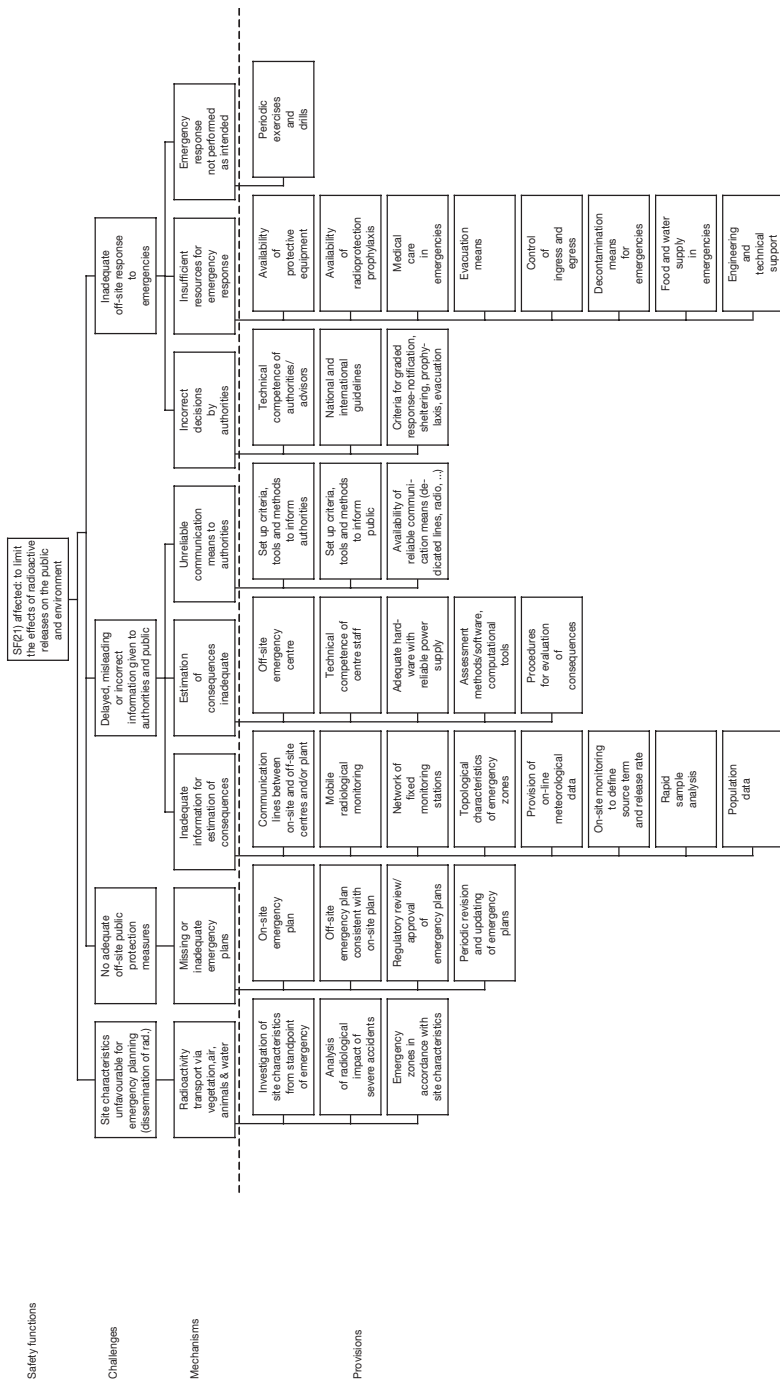 Safety functions
SF(21) affected: to limit
the effects of radioactive
releases on the public
and environment
Challenges
Site characteristics
unfavourable for
emergency planning
(dissemination of rad.)
No adequate
off-site public
protection
measures
Delayed, misleading
or incorrect
information given to
authorities and public
Inadequate
off-site response
to
emergencies
Mechanisms
Radioactivity
transport via
vegetation,air,
animals & water
Missing or
inadequate
emergency
plans
Inadequate
information for
estimation of
consequences
Estimation
of
consequences
inadequate
Unreliable
communication
means to
authorities
Incorrect
decisions
by
authorities
Insufficient
resources for
emergency
response
Emergency
response
not performed
as intended
Provisions
Investigation of
site characteristics
from standpoint
of emergency
Analysis
of radiological
impact of
severe accidents
Emergency
zones in
accordance with
site characteristics
On-site
emergency
plan
Off-site
emergency plan
consistent with
on-site plan
Regulatory review/
approval
of
emergency plans
Periodic revision
and updating
of emergency
plans
Communication
lines between
on-site and off-site
centres and/or plant
Mobile
radiological
monitoring
Network of
fixed
monitoring
stations
Topological
characteristics
of emergency
zones
Provision of
on-line
meteorological
data
On-site monitoring
to define
source term
and release rate
Rapid
sample
analysis
Population
data
Off-site
emergency
centre
Technical
competence of
centre staff
Adequate hard-
ware with
reliable power
supply
Assessment
methods/software,
computational
tools
Procedures
for evaluation
of
consequences
Set up criteria,
tools and methods
to inform
authorities
Set up criteria,
tools and methods
to inform
public
Availability of
reliable communi-
cation means (de-
dicated lines, radio, ...)
Technical
competence of
authorities/
advisors
National and
international
guidelines
Criteria for graded
response-notification,
sheltering, prophy-
laxis, evacuation
Availability
of
protective
equipment
Availability
of
radioprotection
prophylaxis
Medical
care
in
emergencies
Evacuation
means
Control
of
ingress and
egress
Decontamination
means
for
emergencies
Food and water
supply
in
emergencies
Engineering
and
technical
support
Periodic
exercises
and
drills